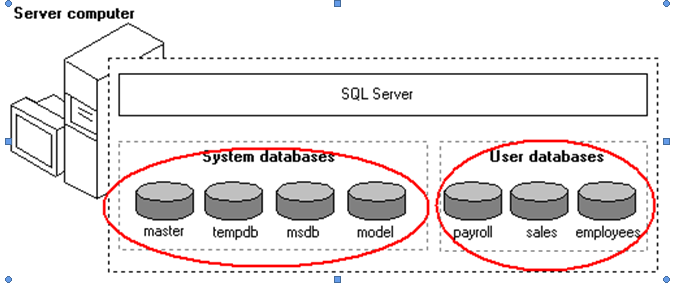 Server computer
SQL Server
System databases
User databases
master
tempdb
msdb
model
payroll
sales
employees